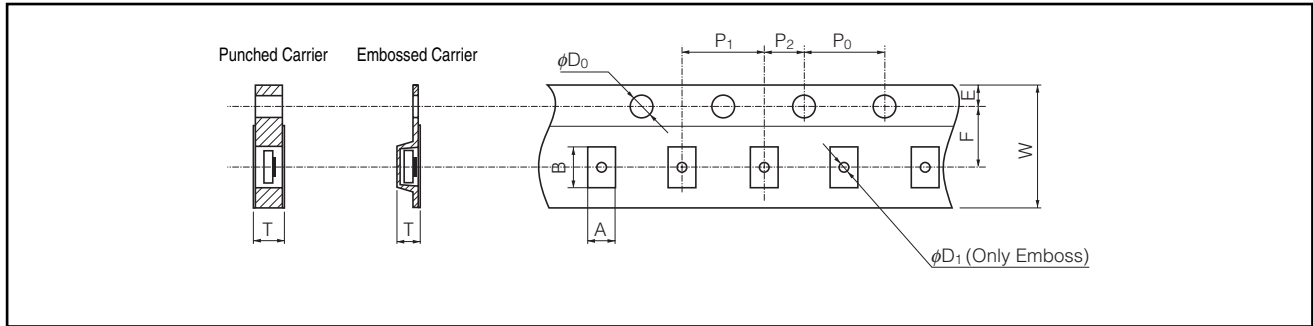 Punched Carrier
Embossed Carrier
ϕD₀
P₁
P₂
P₀
E
F
W
B
A
T
T
ϕD₁ (Only Emboss)